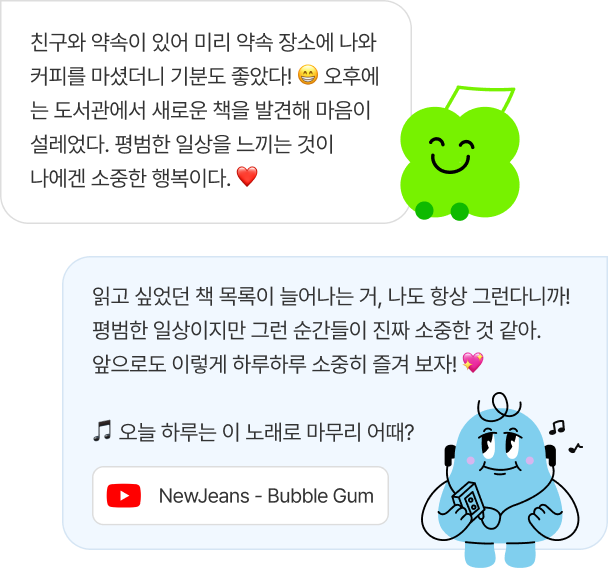 친구와 약속이 있어 미리 약속 장소에 나와
커피를 마셨더니 기분도 좋았다! 😁 오후에
는 도서관에서 새로운 책을 발견해 마음이
설레었다. 평범한 일상을 느끼는 것이
나에겐 소중한 행복이다. ❤️
읽고 싶었던 책 목록이 늘어나는 거, 나도 항상 그런다니까!
평범한 일상이지만 그런 순간들이 진짜 소중한 것 같아.
앞으로도 이렇게 하루하루 소중히 즐겨 보자! 💖
🎵 오늘 하루는 이 노래로 마무리 어때?
NewJeans - Bubble Gum